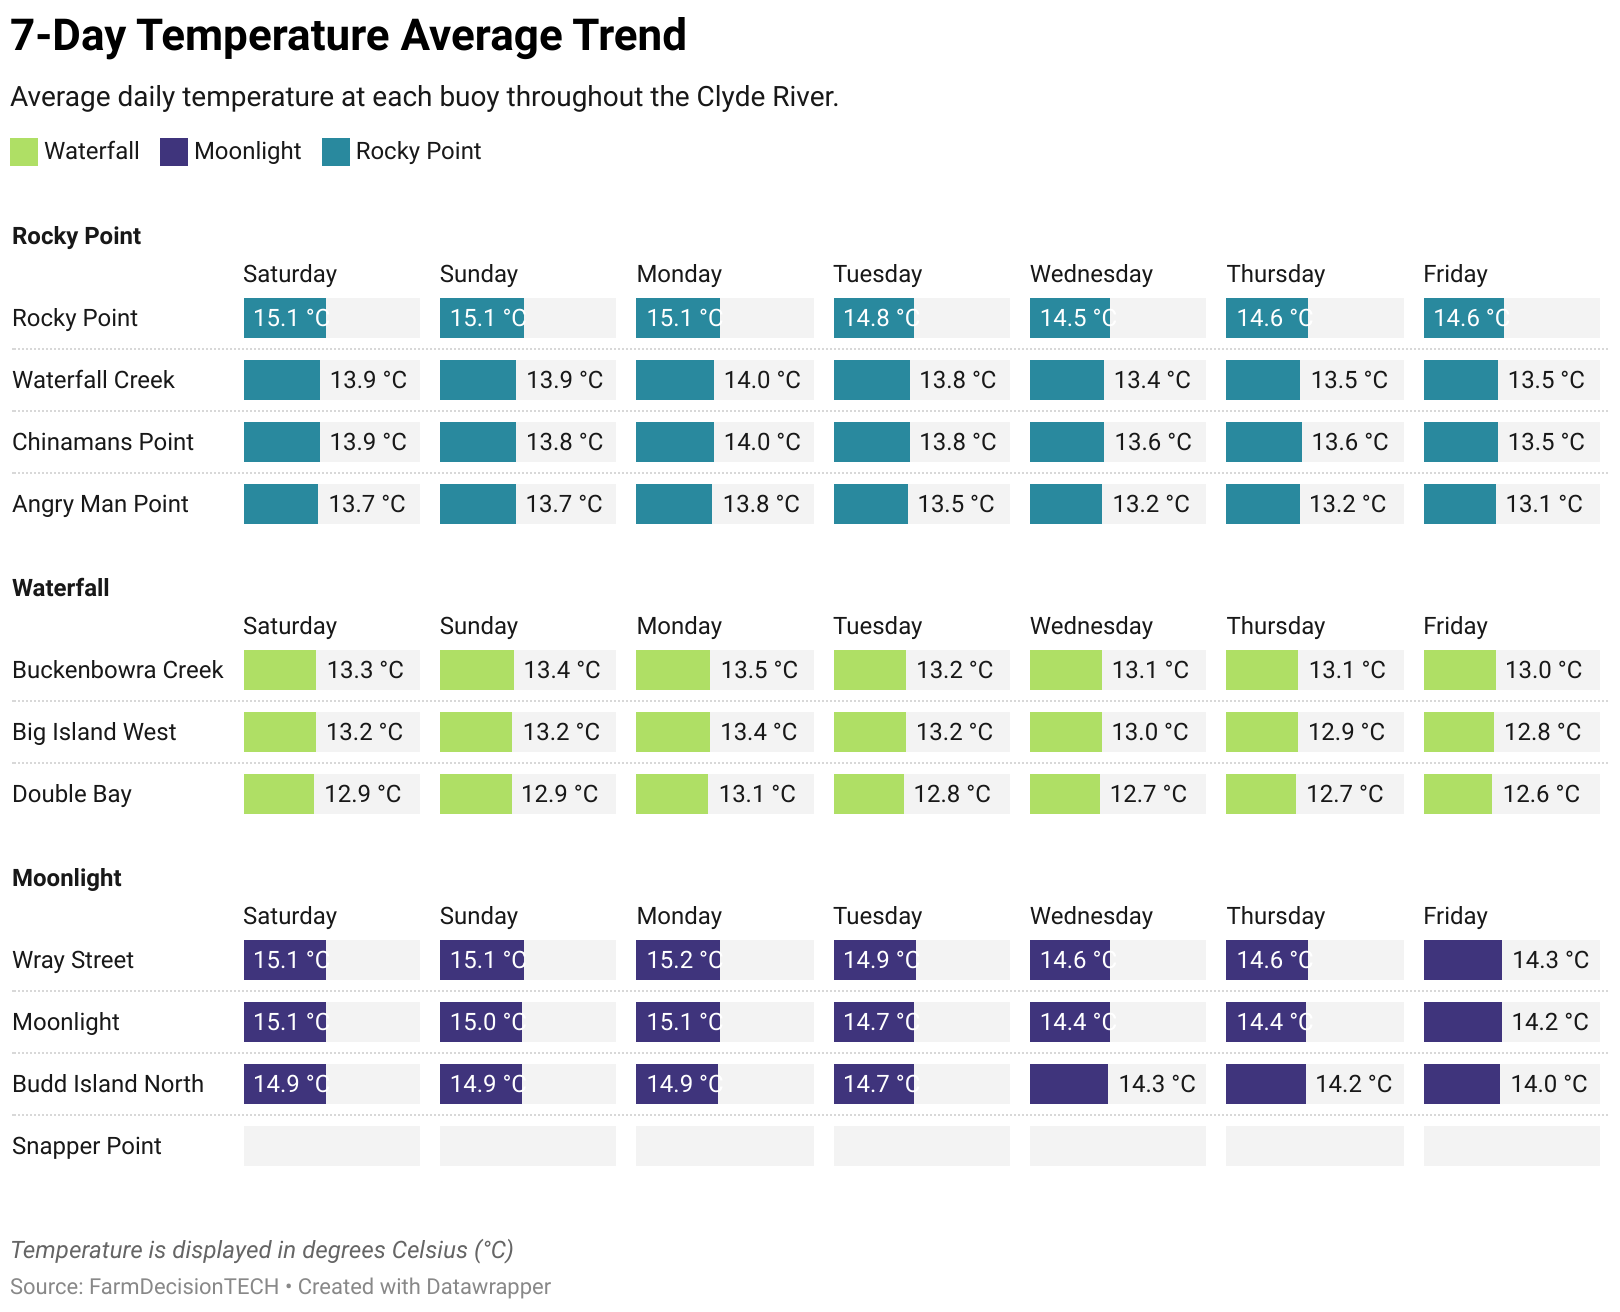 7-Day Temperature Average Trend
Average daily temperature at each buoy throughout the Clyde River.
Waterfall Moonlight Rocky Point
Rocky Point
Saturday Sunday Monday Tuesday Wednesday Thursday Friday
Rocky Point 15.1 °C 15.1 °C 15.1 °C 14.8 °C 14.5 °C 14.6 °C 14.6 °C
Waterfall Creek 13.9 °C 13.9 °C 14.0 °C 13.8 °C 13.4 °C 13.5 °C 13.5 °C
Chinamans Point 13.9 °C 13.8 °C 14.0 °C 13.8 °C 13.6 °C 13.6 °C 13.5 °C
Angry Man Point 13.7 °C 13.7 °C 13.8 °C 13.5 °C 13.2 °C 13.2 °C 13.1 °C
Waterfall
Saturday Sunday Monday Tuesday Wednesday Thursday Friday
Buckenbowra Creek 13.3 °C 13.4 °C 13.5 °C 13.2 °C 13.1 °C 13.1 °C 13.0 °C
Big Island West 13.2 °C 13.2 °C 13.4 °C 13.2 °C 13.0 °C 12.9 °C 12.8 °C
Double Bay 12.9 °C 12.9 °C 13.1 °C 12.8 °C 12.7 °C 12.7 °C 12.6 °C
Moonlight
Saturday Sunday Monday Tuesday Wednesday Thursday Friday
Wray Street 15.1 °C 15.1 °C 15.2 °C 14.9 °C 14.6 °C 14.6 °C 14.3 °C
Moonlight 15.1 °C 15.0 °C 15.1 °C 14.7 °C 14.4 °C 14.4 °C 14.2 °C
Budd Island North 14.9 °C 14.9 °C 14.9 °C 14.7 °C 14.3 °C 14.2 °C 14.0 °C
Snapper Point
Temperature is displayed in degrees Celsius (°C)
Source: FarmDecisionTECH • Created with Datawrapper